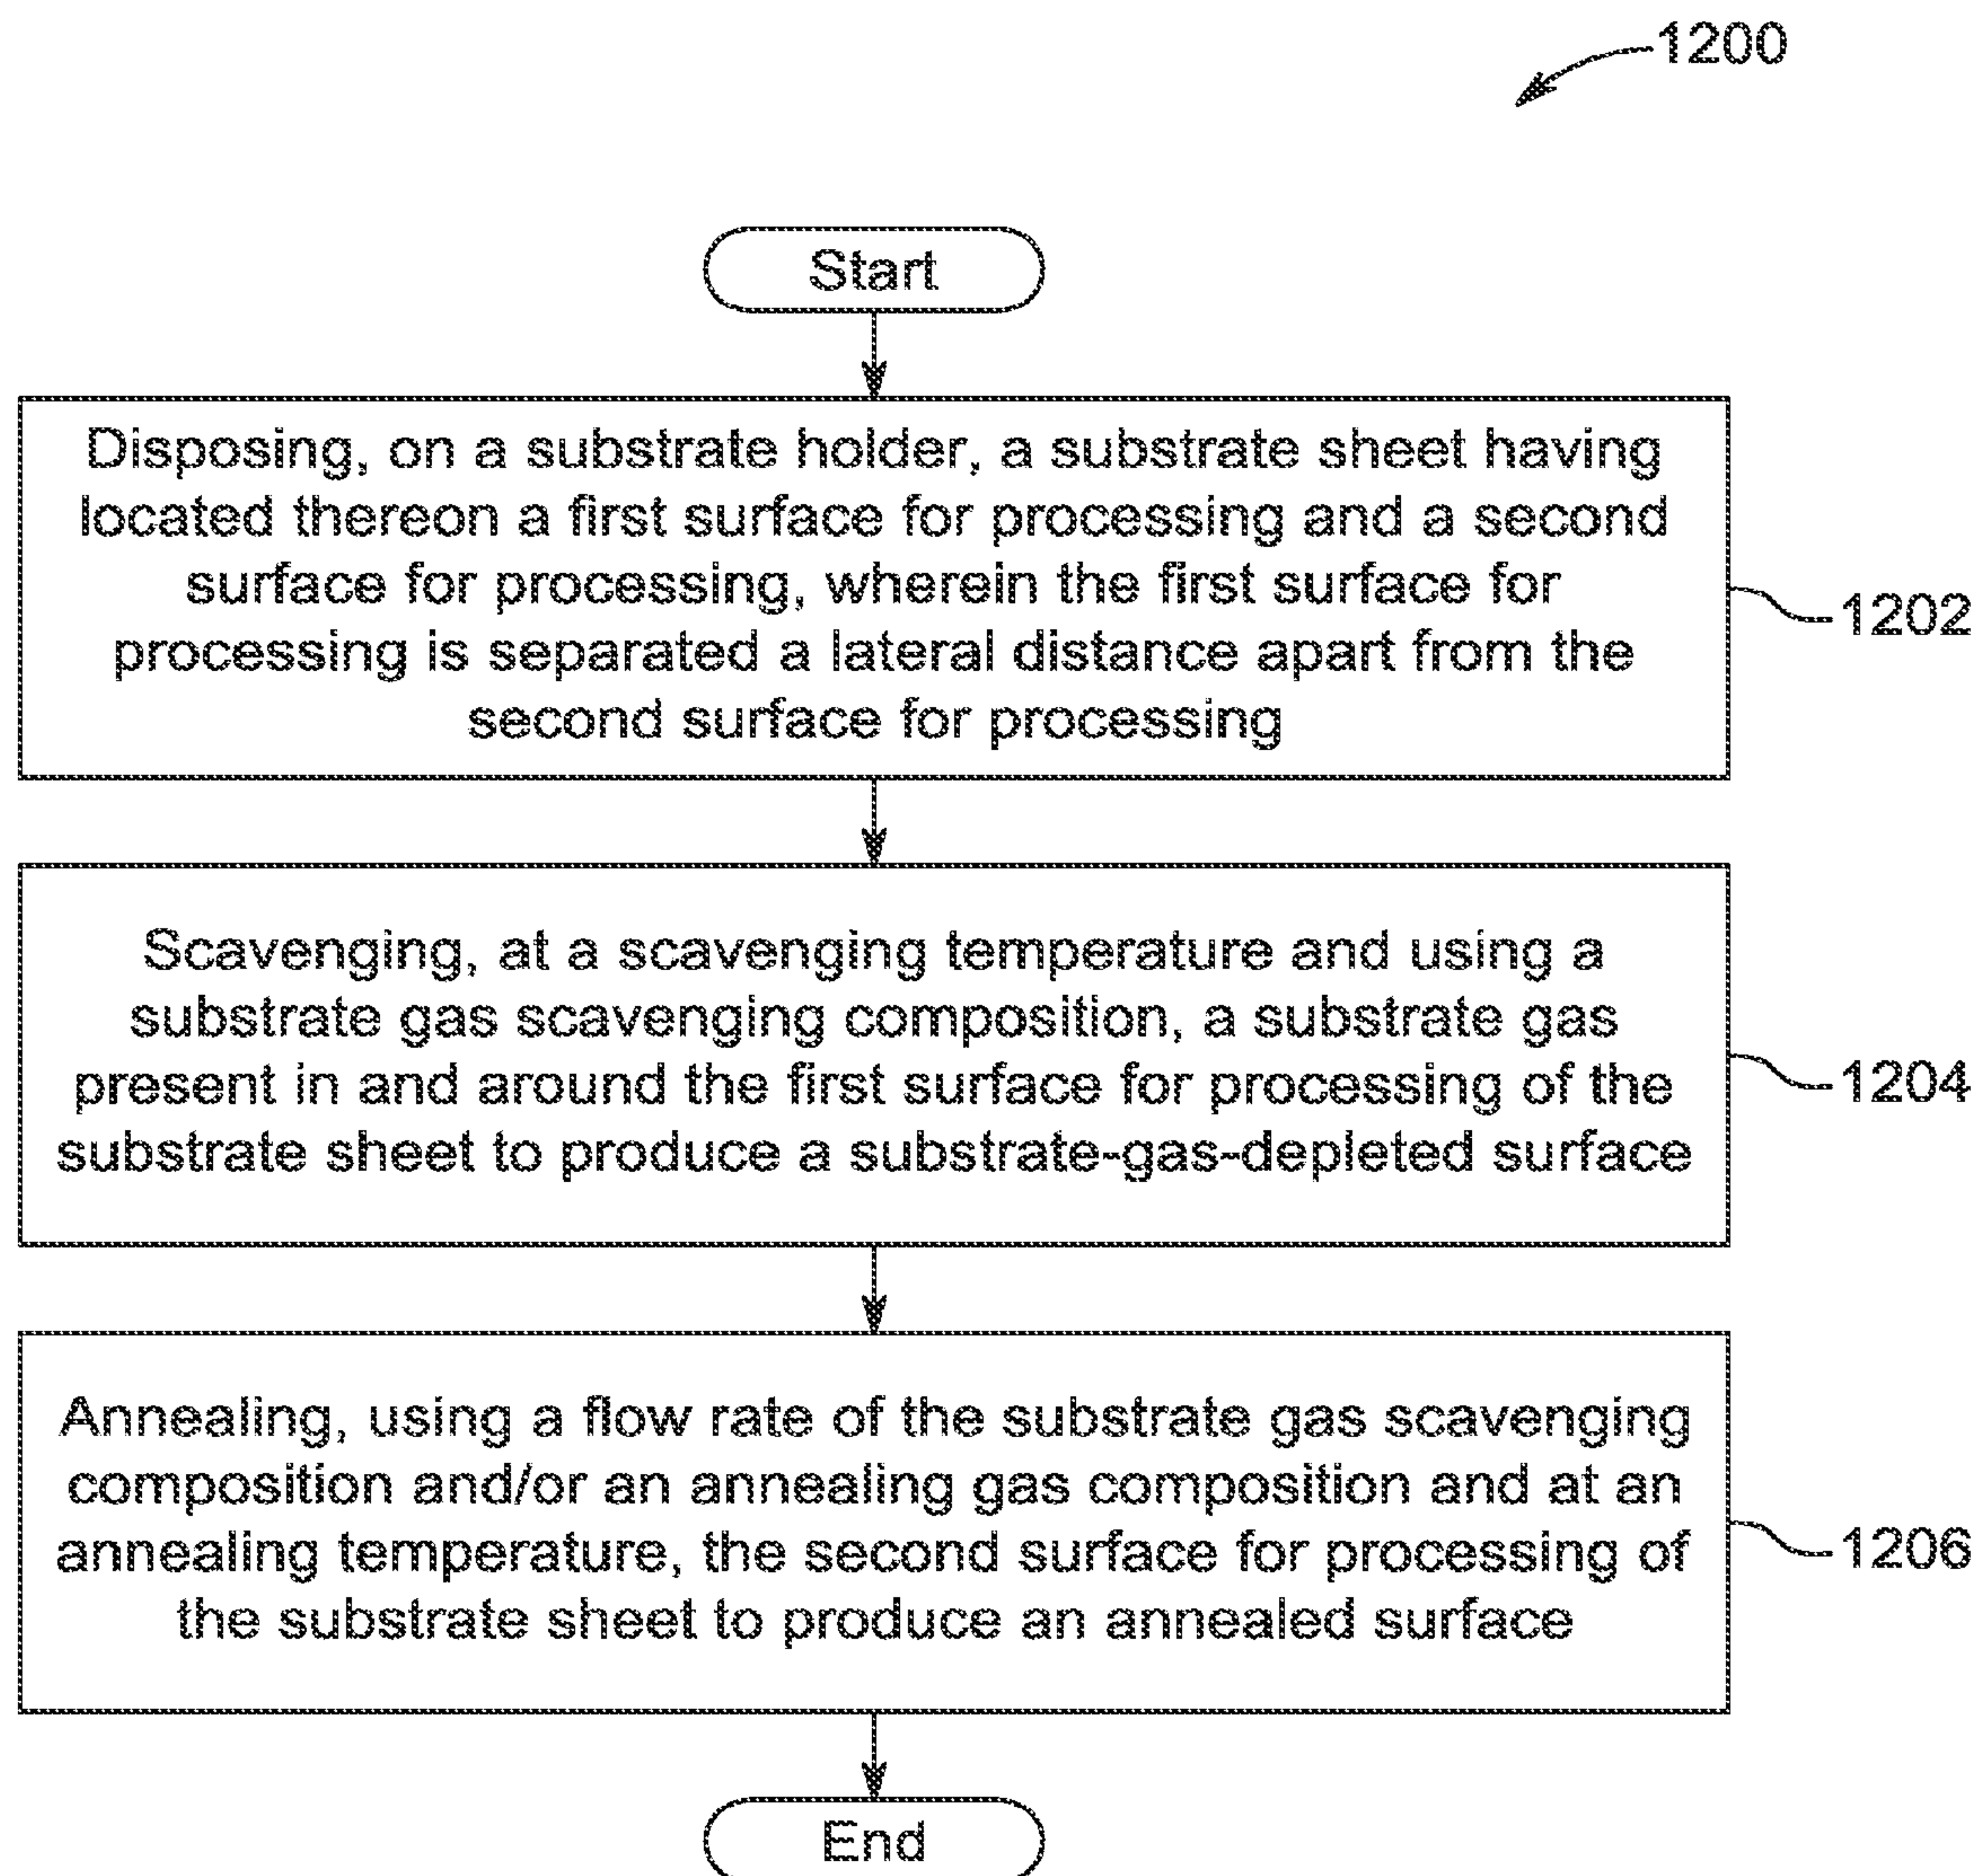 1200
Start
Disposing, on a substrate holder, a substrate sheet having
located thereon a first surface for processing and a second
surface for processing, wherein the first surface for
processing is separated a lateral distance apart from the
second surface for processing
1202
Scavenging, at a scavenging temperature and using a
substrate gas scavenging composition, a substrate gas
present in and around the first surface for processing of the
substrate sheet to produce a substrate-gas-depleted surface
1204
Annealing, using a flow rate of the substrate gas scavenging
composition and/or an annealing gas composition and at an
annealing temperature, the second surface for processing of
the substrate sheet to produce an annealed surface
1206
End